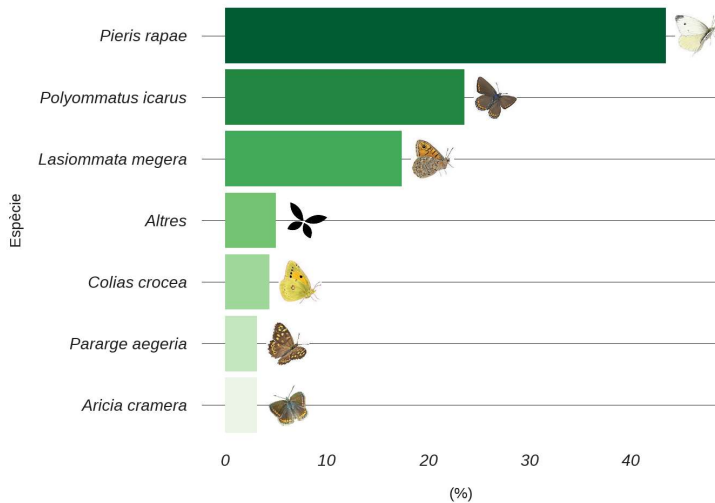 Pieris rapae
Polyommatus icarus
Lasiommata megera
Altres
Colias crocea
Pararge aegeria
Aricia cramera
Espècie
0 10 20 30 40
(%)